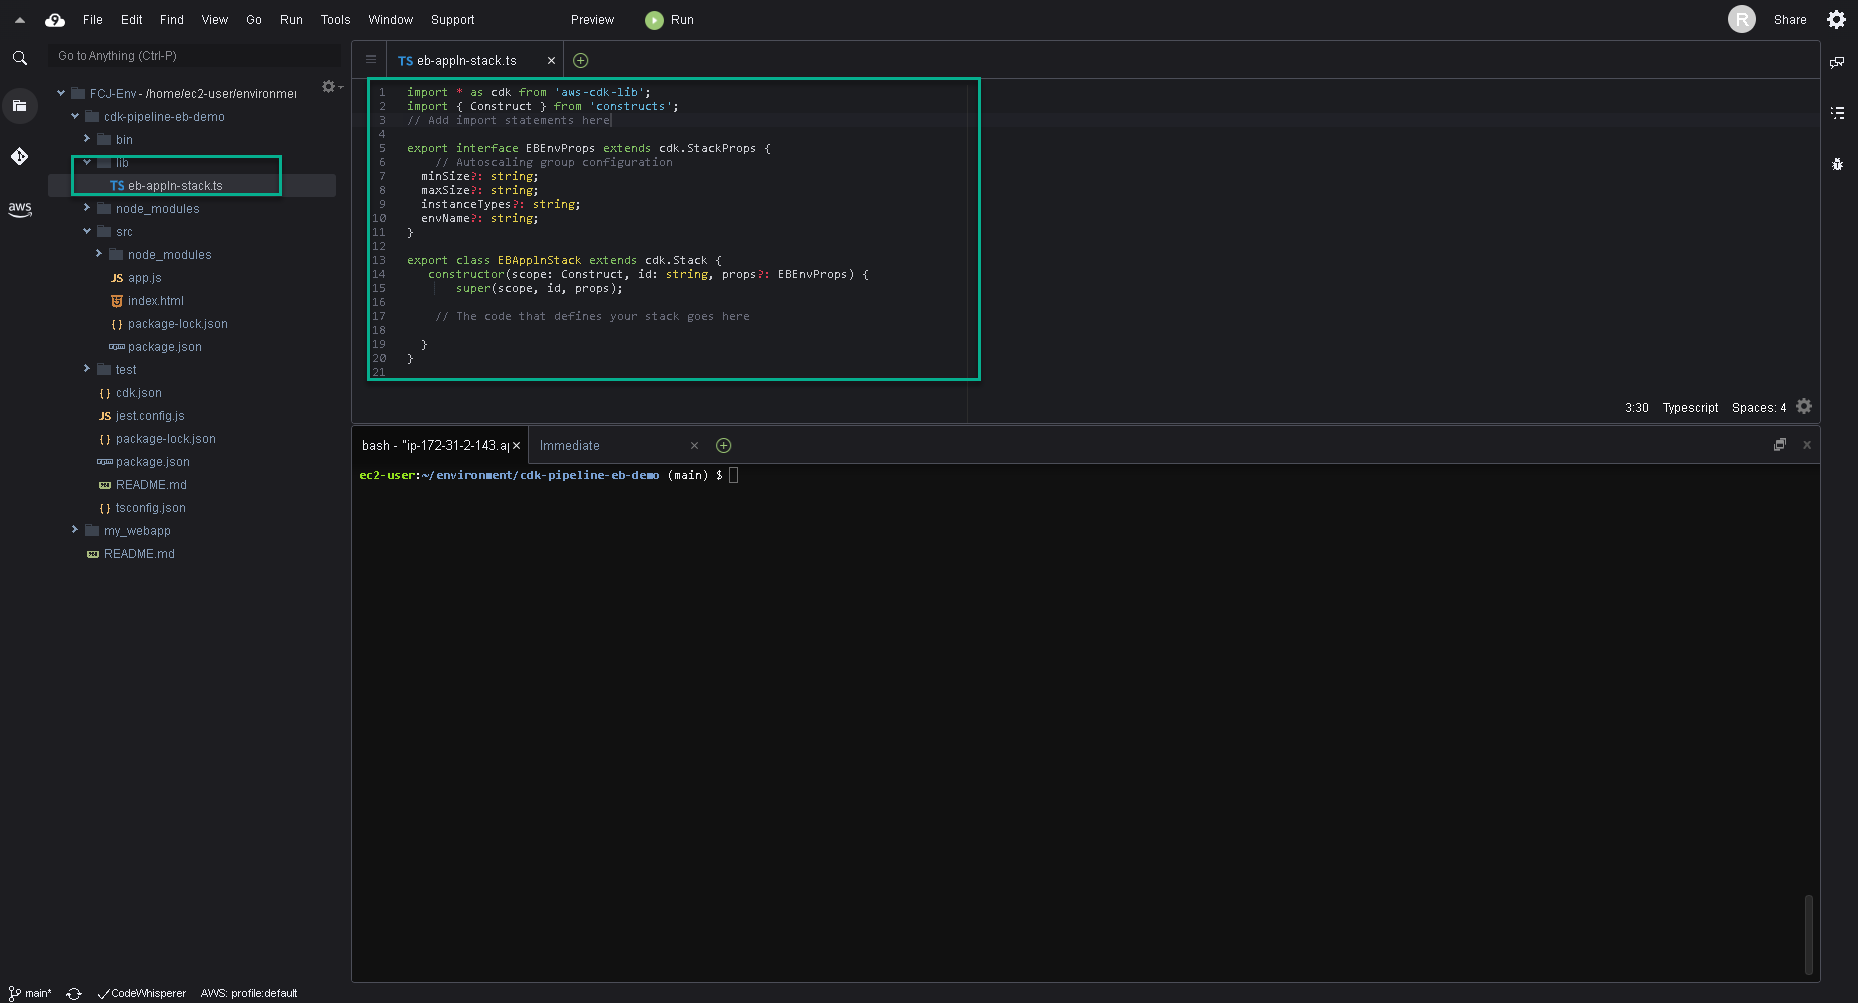 File Edit Find View Go Run Tools Window Support Preview Run R Share
Go to Anything (Ctrl-P)
FCJ-Env - /home/ec2-user/environmen
cdk-pipeline-eb-demo
bin
lib
TS eb-appln-stack.ts
node_modules
src
node_modules
JS app.js
index.html
{} package-lock.json
package.json
test
{} cdk.json
JS jest.config.js
{} package-lock.json
package.json
README.md
{} tsconfig.json
my_webapp
README.md
aws
TS eb-appln-stack.ts
1 import * as cdk from 'aws-cdk-lib';
2 import { Construct } from 'constructs';
3 // Add import statements here
4
5 export interface EBEnvProps extends cdk.StackProps {
6 // Autoscaling group configuration
7 minSize?: string;
8 maxSize?: string;
9 instanceTypes?: string;
10 envName?: string;
11 }
12
13 export class EBApplnStack extends cdk.Stack {
14 constructor(scope: Construct, id: string, props?: EBEnvProps) {
15 super(scope, id, props);
16
17 // The code that defines your stack goes here
18
19 }
20 }
21
3:30 Typescript Spaces: 4
bash - "ip-172-31-2-143.ap Immediate
ec2-user:~/environment/cdk-pipeline-eb-demo (main) $
main* CodeWhisperer AWS: profile:default